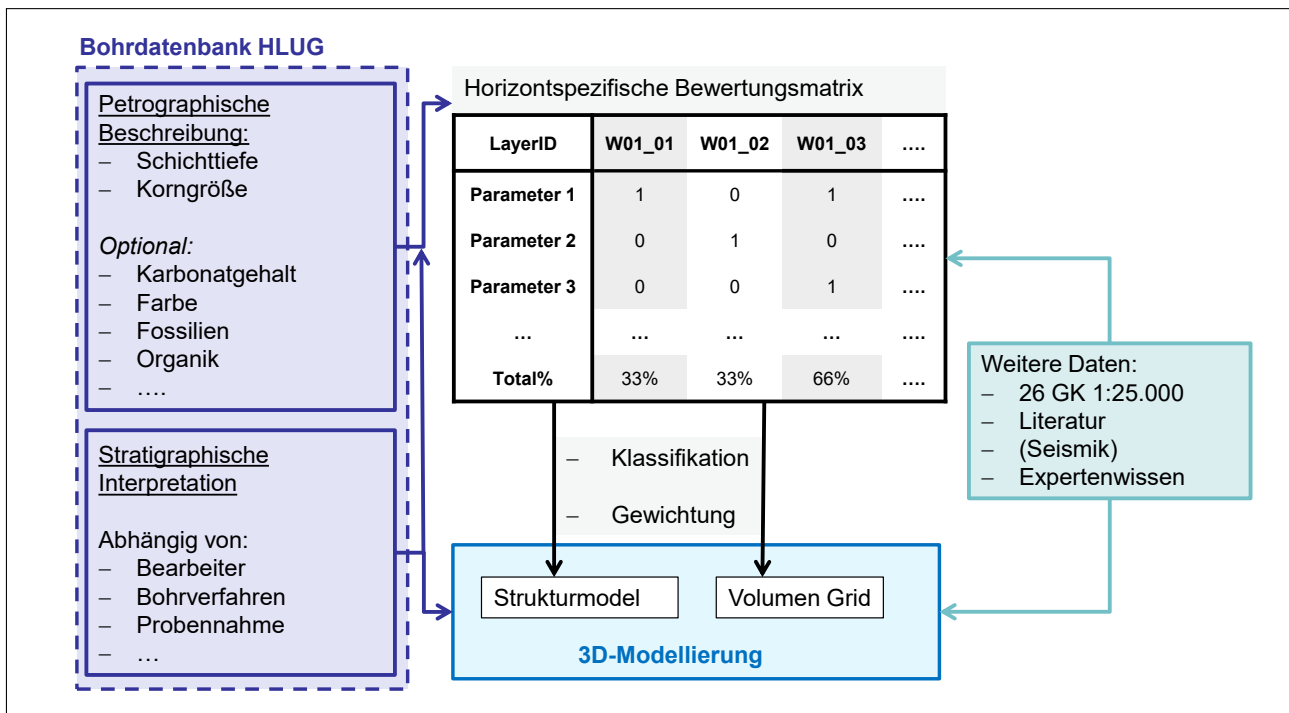 Bohrdatenbank HLUG
Petrographische
Beschreibung:
– Schichttiefe
– Korngröße
Optional:
– Karbonatgehalt
– Farbe
– Fossilien
– Organik
– ….
Stratigraphische
Interpretation
Abhängig von:
– Bearbeiter
– Bohrverfahren
– Probennahme
– …
Horizontspezifische Bewertungsmatrix
LayerID W01_01 W01_02 W01_03 ….
Parameter 1 1 0 1 ….
Parameter 2 0 1 0 ….
Parameter 3 0 0 1 ….
… … … … ….
Total% 33% 33% 66% ….
– Klassifikation
– Gewichtung
Strukturmodel Volumen Grid
3D-Modellierung
Weitere Daten:
– 26 GK 1:25.000
– Literatur
– (Seismik)
– Expertenwissen